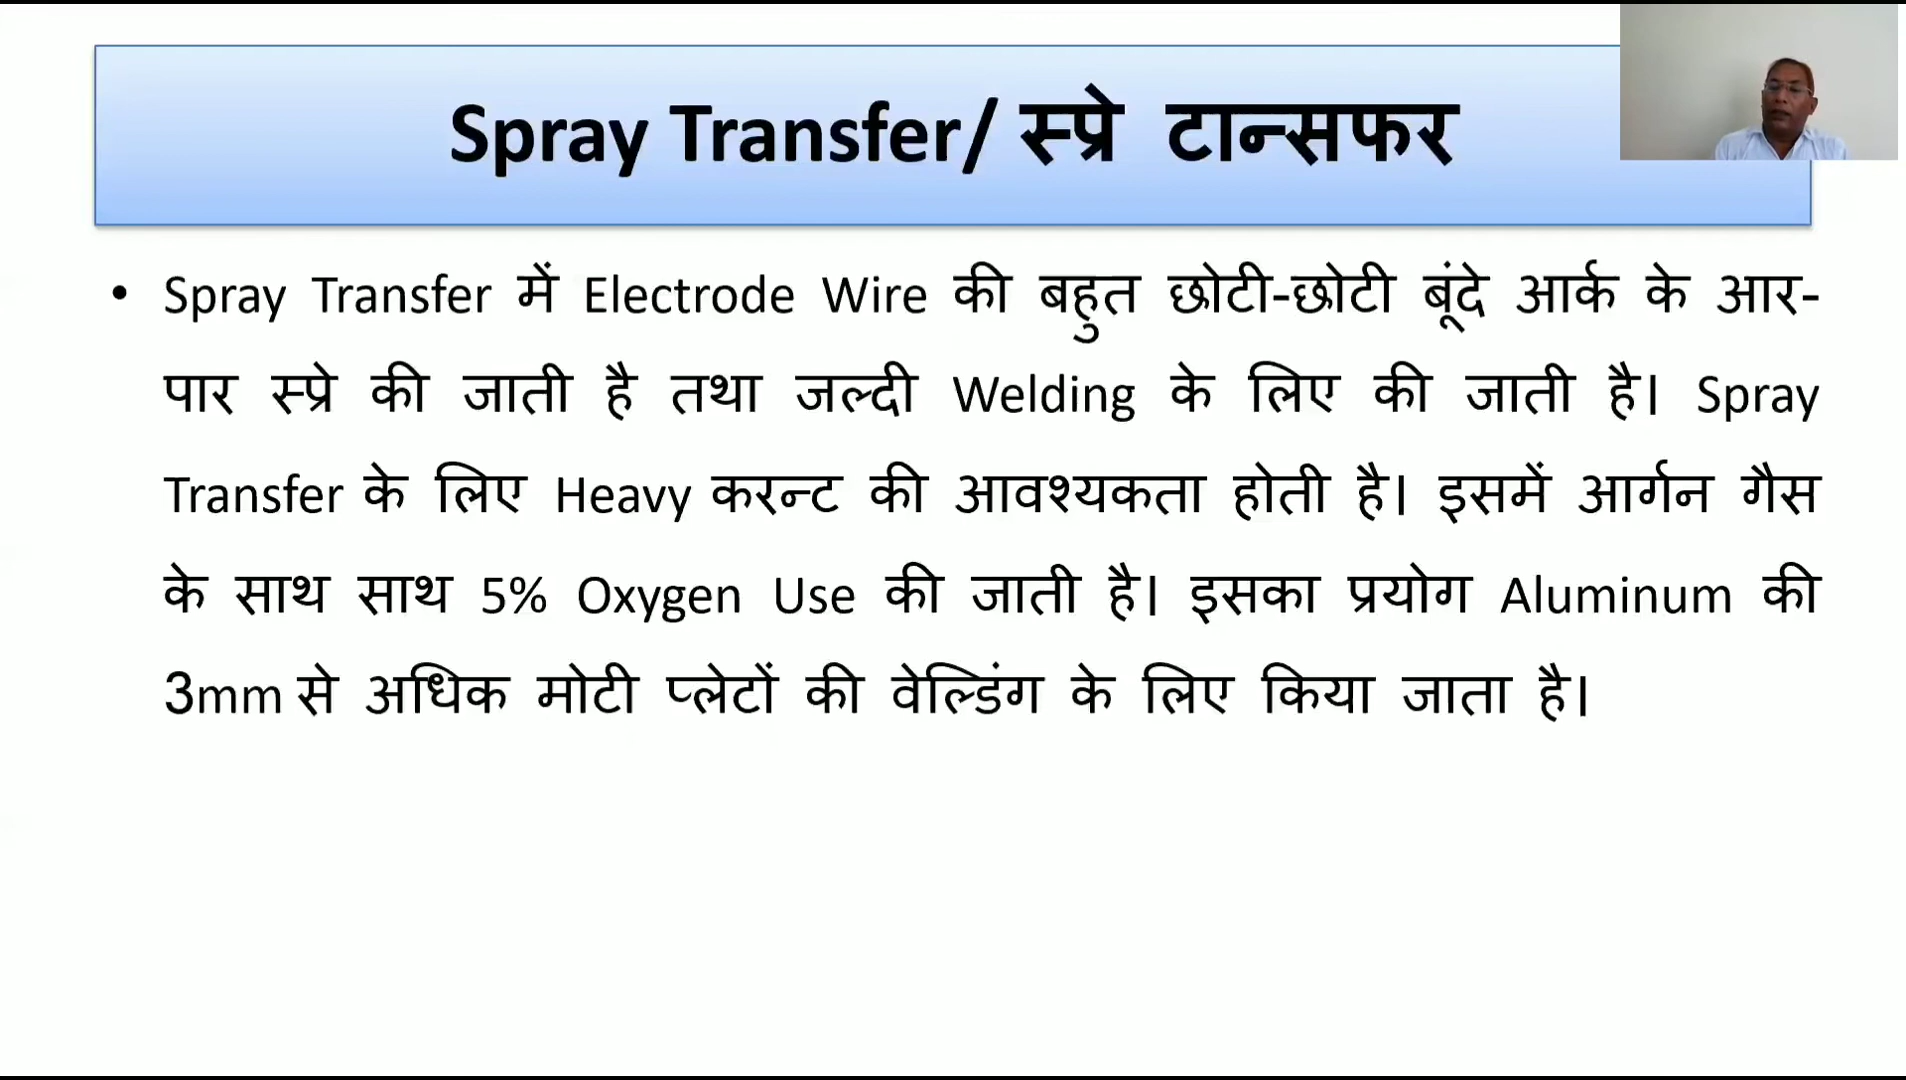 Spray Transfer/ स्प्रे टान्सफर
• Spray Transfer में Electrode Wire की बहुत छोटी-छोटी बूंदे आर्क के आर-
पार स्प्रे की जाती है तथा जल्दी Welding के लिए की जाती है। Spray
Transfer के लिए Heavy करन्ट की आवश्यकता होती है। इसमें आर्गन गैस
के साथ साथ 5% Oxygen Use की जाती है। इसका प्रयोग Aluminum की
3mm से अधिक मोटी प्लेटों की वेल्डिंग के लिए किया जाता है।